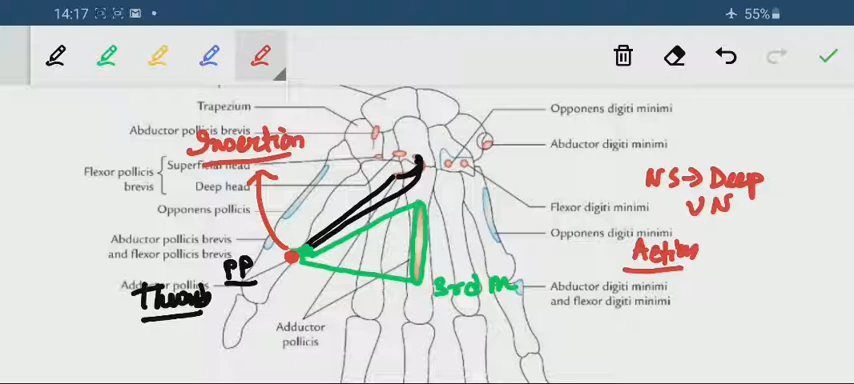 14:17
55%
Trapezium
Abductor pollicis brevis
Insertion
Flexor pollicis brevis
Superficial head
Deep head
Opponens pollicis
Abductor pollicis brevis
and flexor pollicis brevis
PP
Adductor pollicis
Thumb
Adductor
pollicis
3rd M
Opponens digiti minimi
Abductor digiti minimi
NS → Deep
UN
Flexor digiti minimi
Opponens digiti minimi
Action
Abductor digiti minimi
and flexor digiti minimi